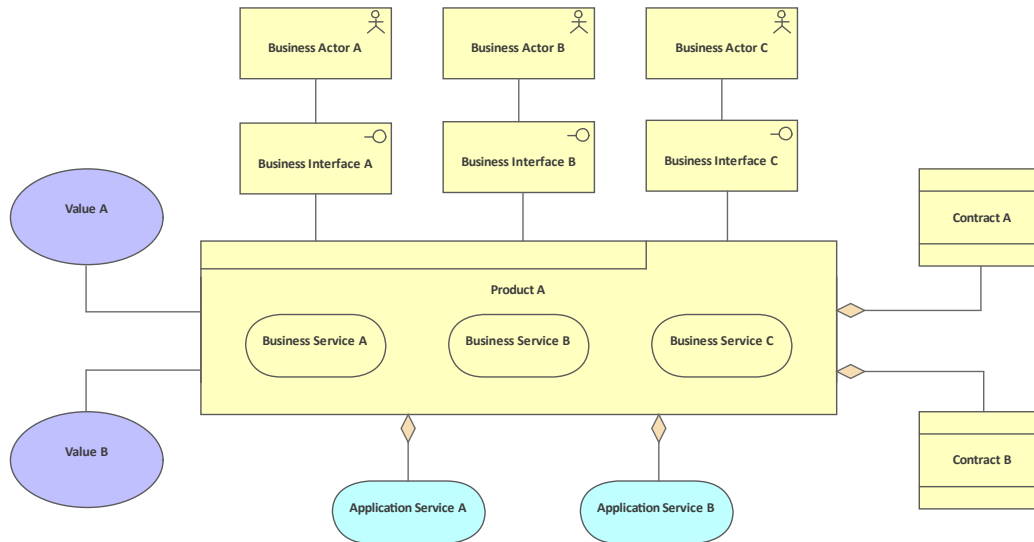 Business Actor A
Business Actor B
Business Actor C
Business Interface A
Business Interface B
Business Interface C
Value A
Contract A
Product A
Business Service A
Business Service B
Business Service C
Value B
Contract B
Application Service A
Application Service B